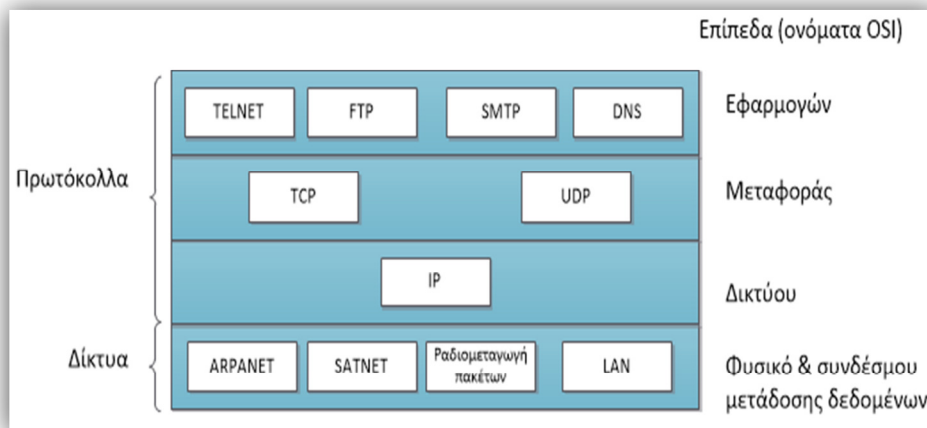 Επίπεδα (ονόματα OSI)
TELNET FTP SMTP DNS
Εφαρμογών
Πρωτόκολλα
TCP UDP
Μεταφοράς
IP
Δικτύου
Δίκτυα
ARPANET SATNET Ραδιομεταγωγή
πακέτων LAN
Φυσικό & συνδέσμου
μετάδοσης δεδομένων